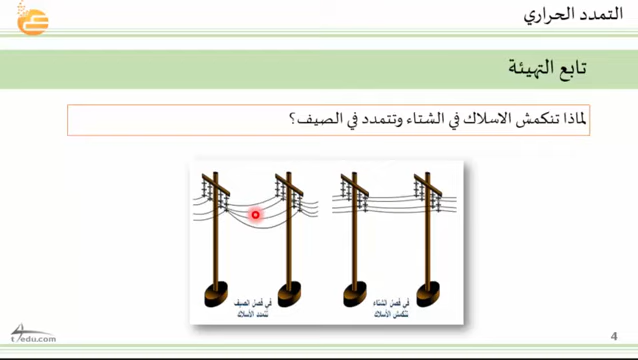 التمدد الحراري
تابع التهيئة
لماذا تنكمش الاسلاك في الشتاء وتتمدد في الصيف؟
في فصل الشتاء
تنكمش الأسلاك
في فصل الصيف
تتمدد الأسلاك
t4edu.com
4